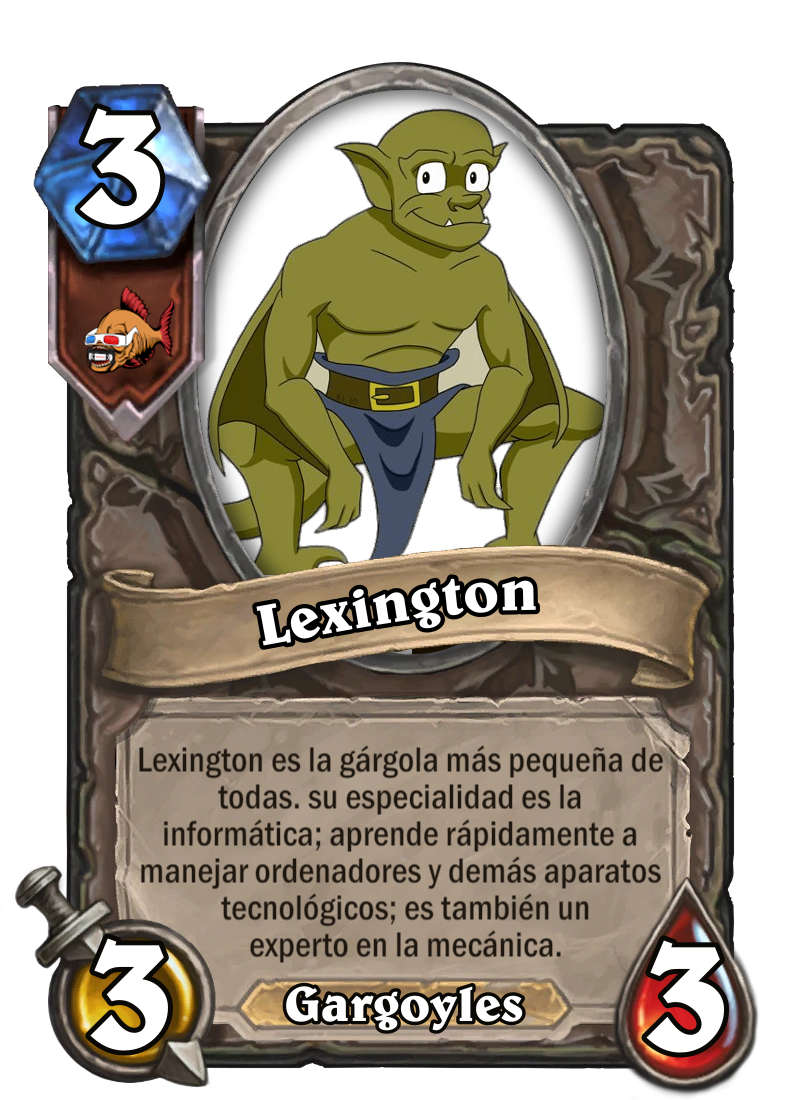 3
Lexington
Lexington es la gárgola más pequeña de
todas. su especialidad es la
informática; aprende rápidamente a
manejar ordenadores y demás aparatos
tecnológicos; es también un
experto en la mecánica.
Gargoyles
3
3